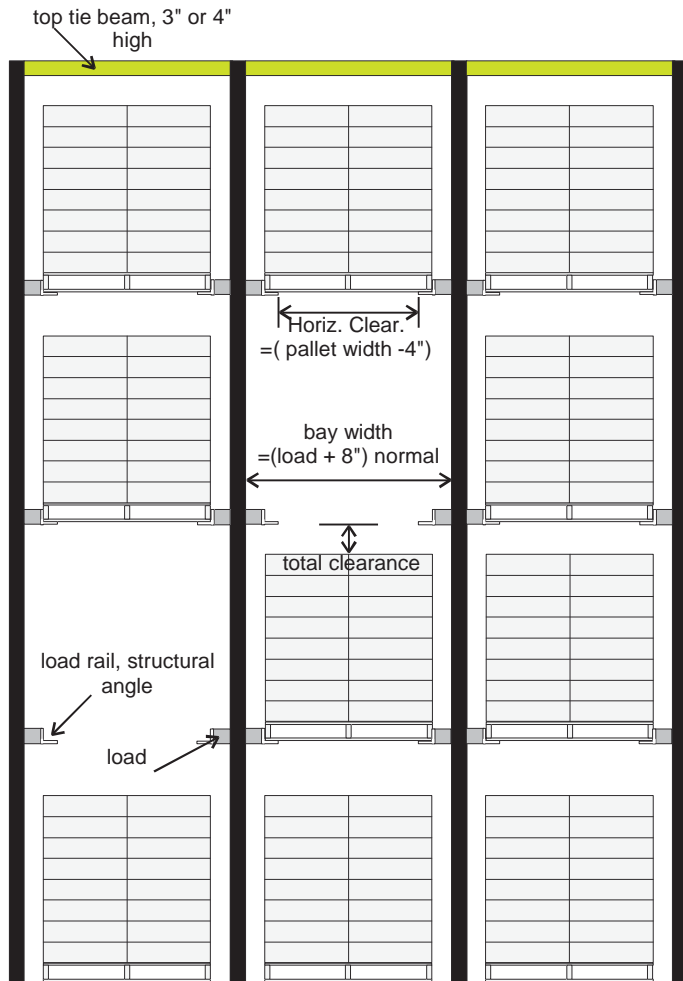 top tie beam, 3" or 4"
high
Horiz. Clear.
=( pallet width -4")
bay width
=(load + 8") normal
total clearance
load rail, structural
angle
load